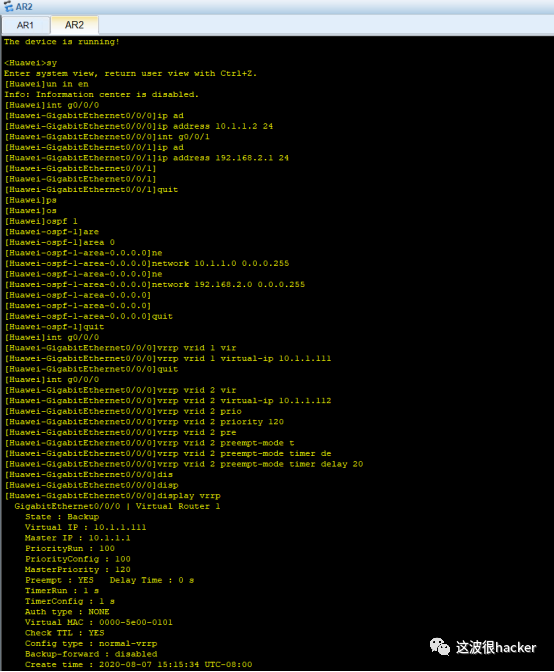 AR2
AR1
AR2
The device is running!
<Huawei>sy
Enter system view, return user view with Ctrl+Z.
[Huawei]un in en
Info: Information center is disabled.
[Huawei]int g0/0/0
[Huawei-GigabitEthernet0/0/0]ip ad
[Huawei-GigabitEthernet0/0/0]ip address 10.1.1.2 24
[Huawei-GigabitEthernet0/0/0]int g0/0/1
[Huawei-GigabitEthernet0/0/1]ip ad
[Huawei-GigabitEthernet0/0/1]ip address 192.168.2.1 24
[Huawei-GigabitEthernet0/0/1]
[Huawei-GigabitEthernet0/0/1]
[Huawei-GigabitEthernet0/0/1]quit
[Huawei]ps
[Huawei]os
[Huawei]ospf 1
[Huawei-ospf-1]are
[Huawei-ospf-1]area 0
[Huawei-ospf-1-area-0.0.0.0]ne
[Huawei-ospf-1-area-0.0.0.0]network 10.1.1.0 0.0.0.255
[Huawei-ospf-1-area-0.0.0.0]ne
[Huawei-ospf-1-area-0.0.0.0]network 192.168.2.0 0.0.0.255
[Huawei-ospf-1-area-0.0.0.0]
[Huawei-ospf-1-area-0.0.0.0]
[Huawei-ospf-1-area-0.0.0.0]quit
[Huawei-ospf-1]quit
[Huawei]int g0/0/0
[Huawei-GigabitEthernet0/0/0]vrrp vrid 1 vir
[Huawei-GigabitEthernet0/0/0]vrrp vrid 1 virtual-ip 10.1.1.111
[Huawei-GigabitEthernet0/0/0]quit
[Huawei]int g0/0/0
[Huawei-GigabitEthernet0/0/0]vrrp vrid 2 vir
[Huawei-GigabitEthernet0/0/0]vrrp vrid 2 virtual-ip 10.1.1.112
[Huawei-GigabitEthernet0/0/0]vrrp vrid 2 prio
[Huawei-GigabitEthernet0/0/0]vrrp vrid 2 priority 120
[Huawei-GigabitEthernet0/0/0]vrrp vrid 2 pre
[Huawei-GigabitEthernet0/0/0]vrrp vrid 2 preempt-mode t
[Huawei-GigabitEthernet0/0/0]vrrp vrid 2 preempt-mode timer de
[Huawei-GigabitEthernet0/0/0]vrrp vrid 2 preempt-mode timer delay 20
[Huawei-GigabitEthernet0/0/0]dis
[Huawei-GigabitEthernet0/0/0]disp
[Huawei-GigabitEthernet0/0/0]display vrrp
GigabitEthernet0/0/0 | Virtual Router 1
State : Backup
Virtual IP : 10.1.1.111
Master IP : 10.1.1.1
PriorityRun : 100
PriorityConfig : 100
MasterPriority : 120
Preempt : YES Delay Time : 0 s
TimerRun : 1 s
TimerConfig : 1 s
Auth type : NONE
Virtual MAC : 0000-5e00-0101
Check TTL : YES
Config type : normal-vrrp
Backup-forward : disabled
Create time : 2020-08-07 15:15:34 UTC-08:00
这波很hacker